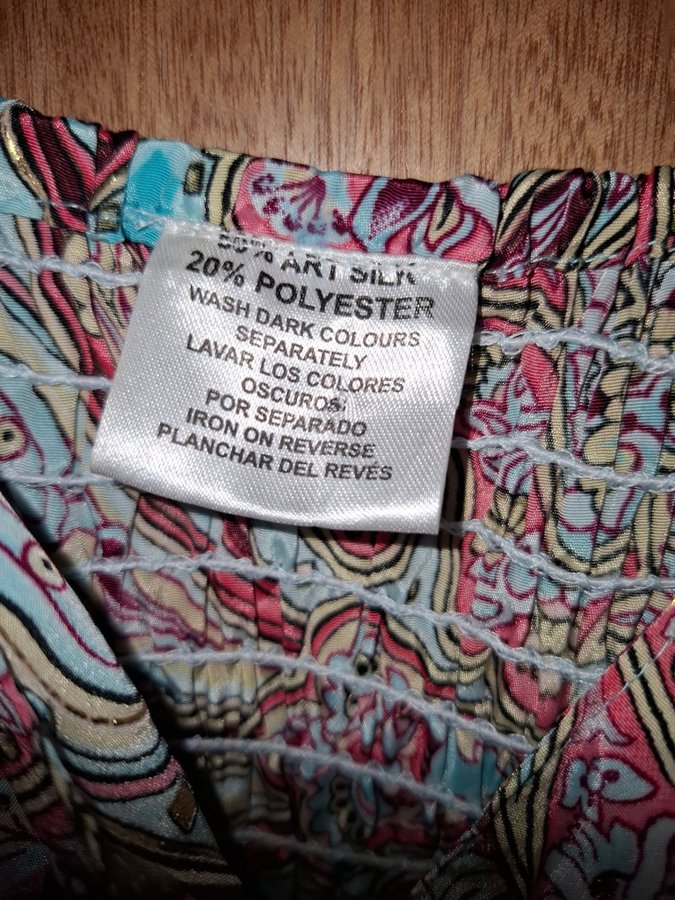 80% ART SILK
20% POLYESTER
WASH DARK COLOURS
SEPARATELY
LAVAR LOS COLORES
OSCUROS
POR SEPARADO
IRON ON REVERSE
PLANCHAR DEL REVÉS